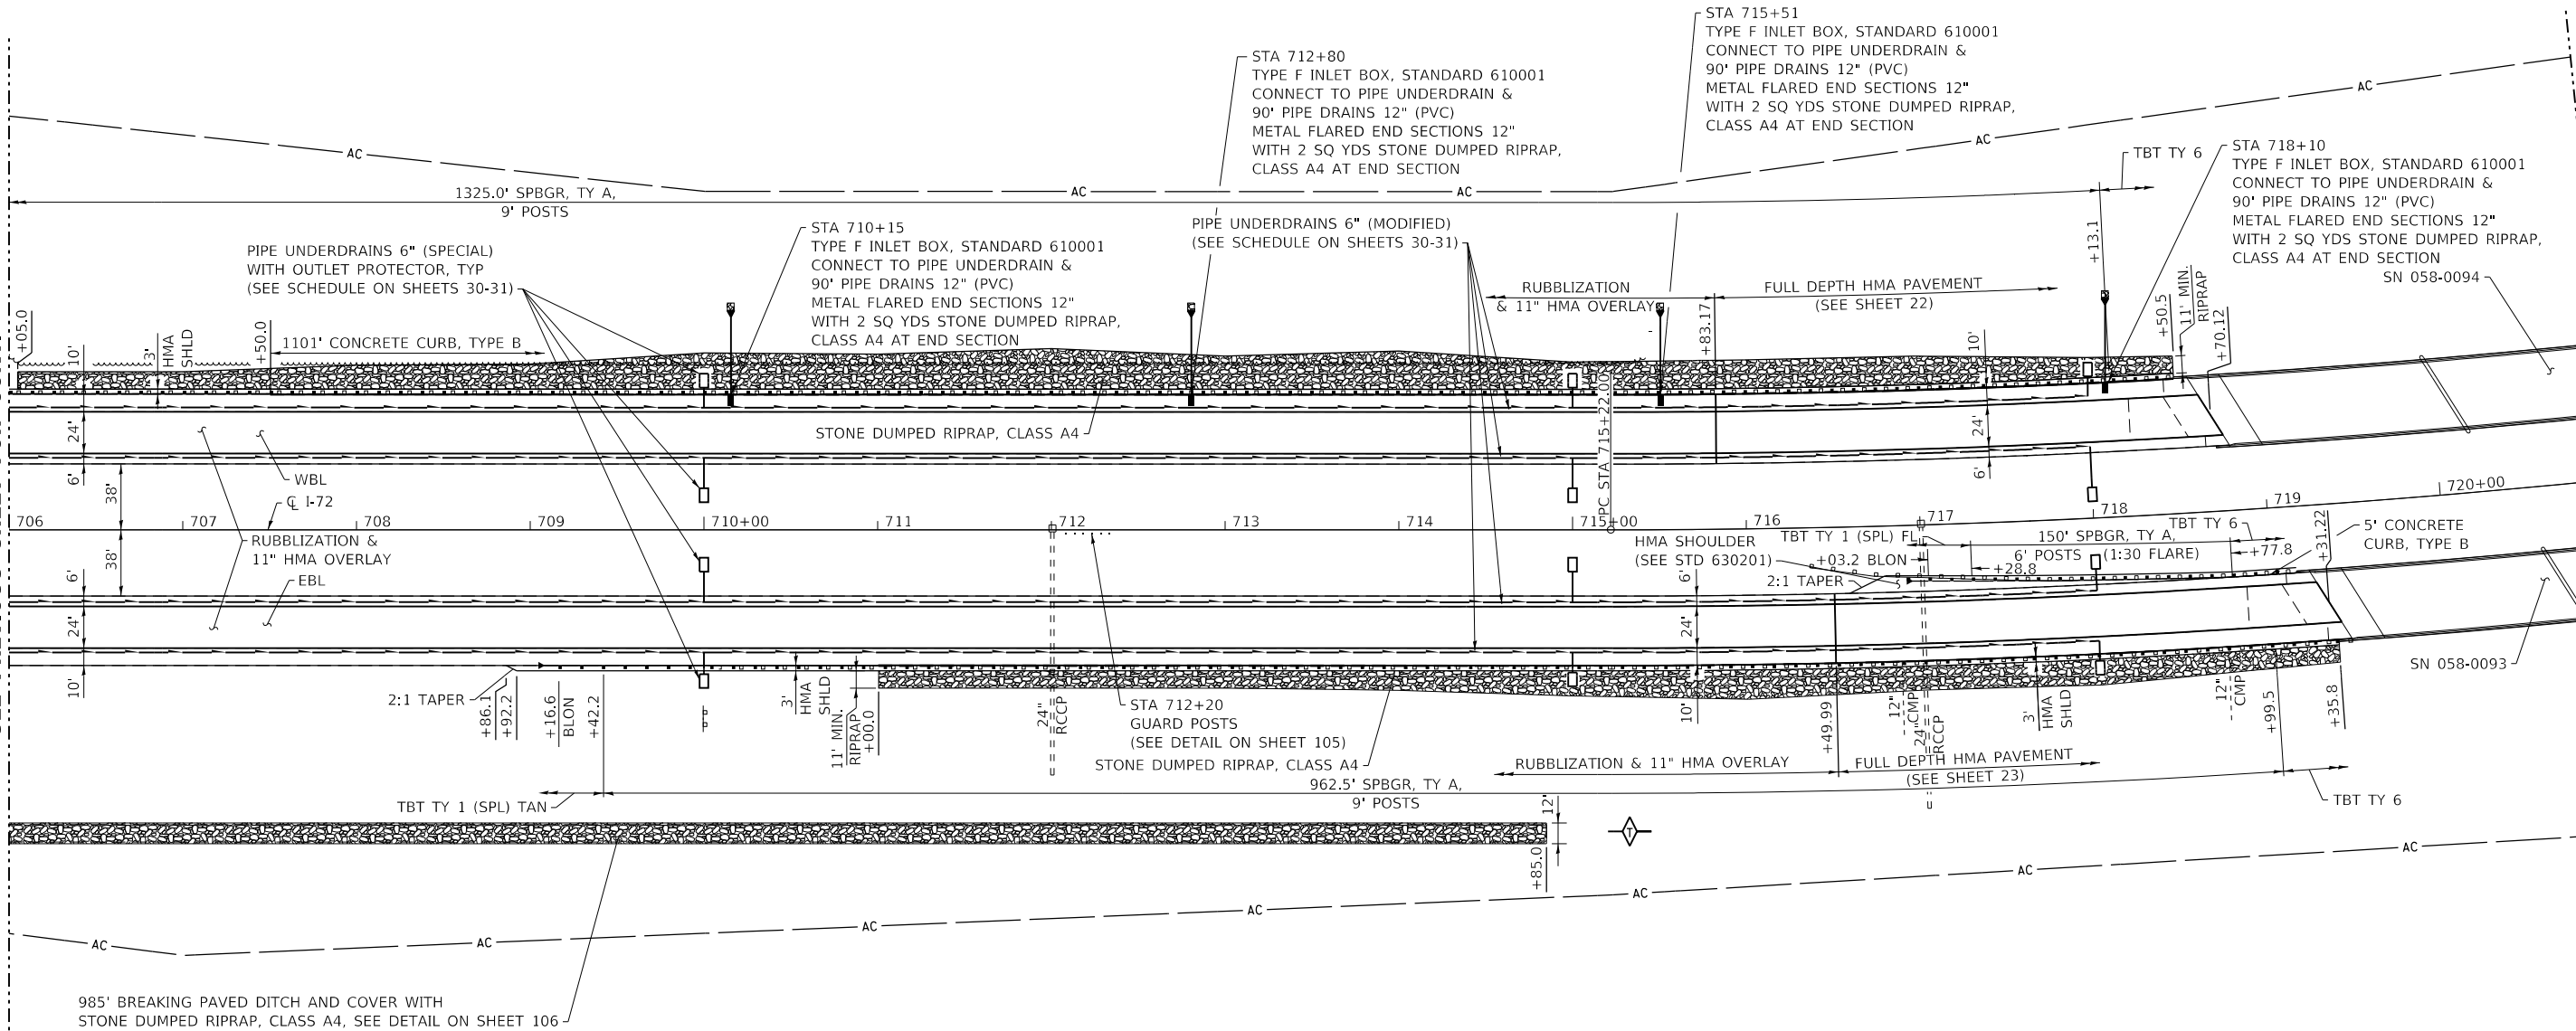 STA 715+51
TYPE F INLET BOX, STANDARD 610001
CONNECT TO PIPE UNDERDRAIN &
90' PIPE DRAINS 12" (PVC)
METAL FLARED END SECTIONS 12"
WITH 2 SQ YDS STONE DUMPED RIPRAP,
CLASS A4 AT END SECTION
STA 712+80
TYPE F INLET BOX, STANDARD 610001
CONNECT TO PIPE UNDERDRAIN &
90' PIPE DRAINS 12" (PVC)
METAL FLARED END SECTIONS 12"
WITH 2 SQ YDS STONE DUMPED RIPRAP,
CLASS A4 AT END SECTION
AC
AC
AC
AC
AC
TBT TY 6
STA 718+10
TYPE F INLET BOX, STANDARD 610001
CONNECT TO PIPE UNDERDRAIN &
90' PIPE DRAINS 12" (PVC)
METAL FLARED END SECTIONS 12"
WITH 2 SQ YDS STONE DUMPED RIPRAP,
CLASS A4 AT END SECTION
SN 058-0094
1325.0' SPBGR, TY A,
9' POSTS
STA 710+15
TYPE F INLET BOX, STANDARD 610001
CONNECT TO PIPE UNDERDRAIN &
90' PIPE DRAINS 12" (PVC)
METAL FLARED END SECTIONS 12"
WITH 2 SQ YDS STONE DUMPED RIPRAP,
CLASS A4 AT END SECTION
PIPE UNDERDRAINS 6" (MODIFIED)
(SEE SCHEDULE ON SHEETS 30-31)
PIPE UNDERDRAINS 6" (SPECIAL)
WITH OUTLET PROTECTOR, TYP
(SEE SCHEDULE ON SHEETS 30-31)
+13.1
RUBBLIZATION
& 11" HMA OVERLAY
FULL DEPTH HMA PAVEMENT
(SEE SHEET 22)
+05.0
10'
3'
HMA
SHLD
+50.0
1101' CONCRETE CURB, TYPE B
+83.17
10'
+50.5
11' MIN.
RIPRAP
+70.12
STONE DUMPED RIPRAP, CLASS A4
PC STA 715+22.00
24'
6'
38'
24'
6'
WBL
℄ I-72
706
707
708
709
710+00
711
712
713
714
715+00
716
717
718
719
720+00
RUBBLIZATION &
11" HMA OVERLAY
EBL
38'
6'
24'
10'
HMA SHOULDER
(SEE STD 630201)
TBT TY 1 (SPL) FL
+03.2 BLON
2:1 TAPER
150' SPBGR, TY A,
6' POSTS (1:30 FLARE)
+28.8
TBT TY 6
+77.8
+31.22
5' CONCRETE
CURB, TYPE B
6'
24'
10'
SN 058-0093
2:1 TAPER
+86.1
+92.2
+16.6
BLON
+42.2
3'
HMA
SHLD
11' MIN.
RIPRAP
+00.0
24"
RCCP
STA 712+20
GUARD POSTS
(SEE DETAIL ON SHEET 105)
STONE DUMPED RIPRAP, CLASS A4
+49.99
12"
CMP
24"
RCCP
3'
HMA
SHLD
12"
CMP
+99.5
+35.8
RUBBLIZATION & 11" HMA OVERLAY
FULL DEPTH HMA PAVEMENT
(SEE SHEET 23)
TBT TY 1 (SPL) TAN
962.5' SPBGR, TY A,
9' POSTS
TBT TY 6
12'
T
+85.0
AC
AC
AC
AC
AC
AC
AC
985' BREAKING PAVED DITCH AND COVER WITH
STONE DUMPED RIPRAP, CLASS A4, SEE DETAIL ON SHEET 106